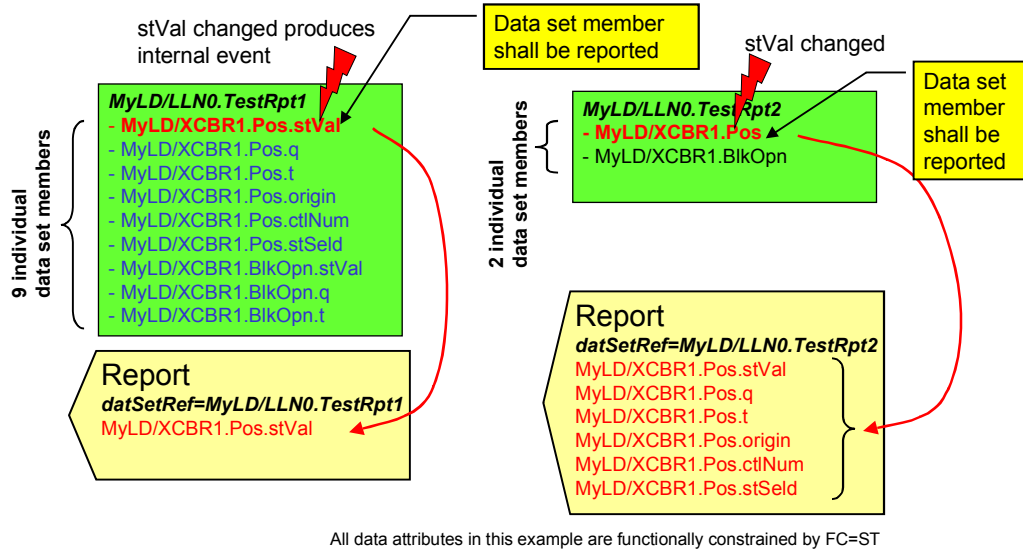 stVal changed produces
internal event
Data set member
shall be reported
MyLD/LLN0.TestRpt1
- MyLD/XCBR1.Pos.stVal
- MyLD/XCBR1.Pos.q
- MyLD/XCBR1.Pos.t
- MyLD/XCBR1.Pos.origin
- MyLD/XCBR1.Pos.ctlNum
- MyLD/XCBR1.Pos.stSeld
- MyLD/XCBR1.BlkOpn.stVal
- MyLD/XCBR1.BlkOpn.q
- MyLD/XCBR1.BlkOpn.t
9 individual
data set members
Report
datSetRef=MyLD/LLN0.TestRpt1
MyLD/XCBR1.Pos.stVal
stVal changed
Data set
member
shall be
reported
MyLD/LLN0.TestRpt2
- MyLD/XCBR1.Pos
- MyLD/XCBR1.BlkOpn
2 individual
data set members
Report
datSetRef=MyLD/LLN0.TestRpt2
MyLD/XCBR1.Pos.stVal
MyLD/XCBR1.Pos.q
MyLD/XCBR1.Pos.t
MyLD/XCBR1.Pos.origin
MyLD/XCBR1.Pos.ctlNum
MyLD/XCBR1.Pos.stSeld
All data attributes in this example are functionally constrained by FC=ST